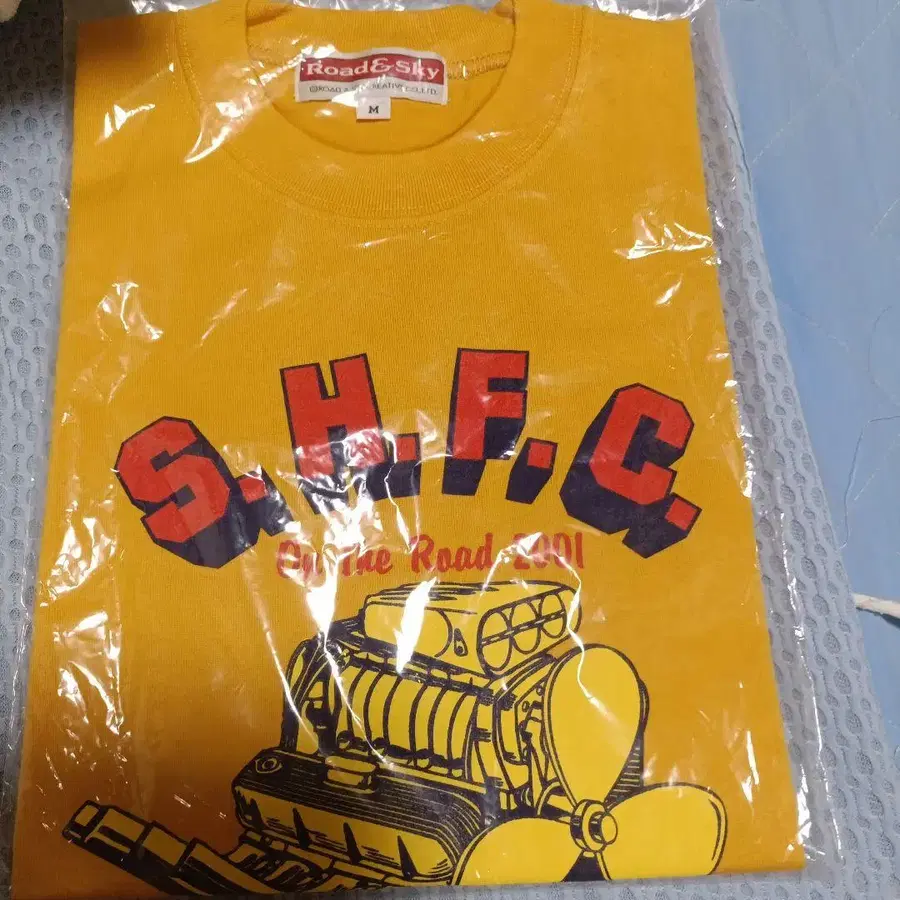 Road&Sky
M
S.H.F.C.
On The Road 2001